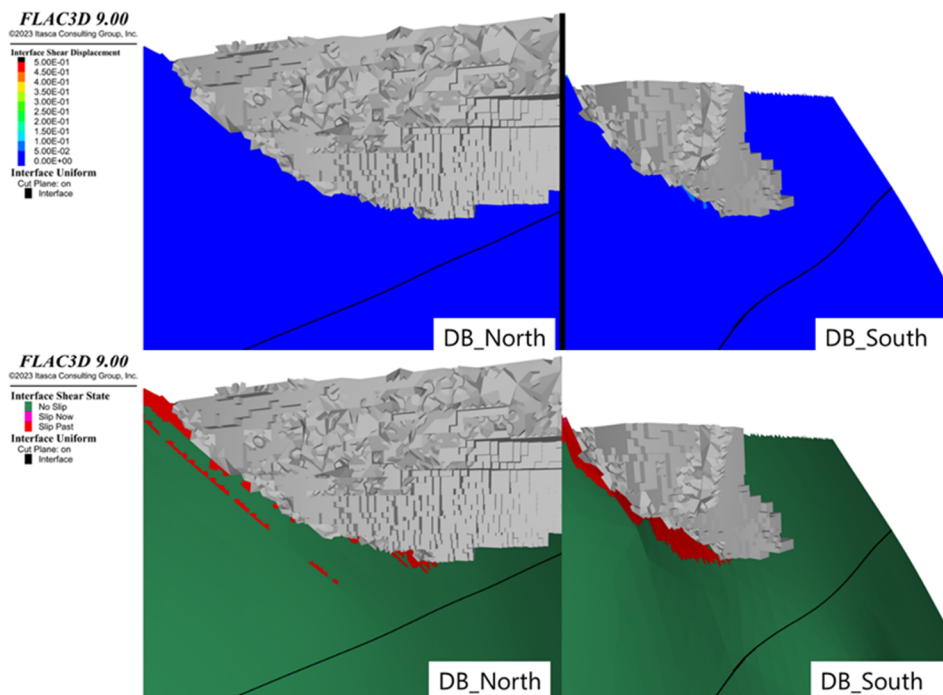 FLAC3D 9.00
©2023 Itasca Consulting Group, Inc.
Interface Shear Displacement
5.00E-01
4.50E-01
4.00E-01
3.50E-01
3.00E-01
2.50E-01
2.00E-01
1.50E-01
1.00E-01
5.00E-02
0.00E+00
Interface Uniform
Cut Plane: on
Interface
DB_North
DB_South
FLAC3D 9.00
©2023 Itasca Consulting Group, Inc.
Interface Shear State
No Slip
Slip Now
Slip Past
Interface Uniform
Cut Plane: on
Interface
DB_North
DB_South